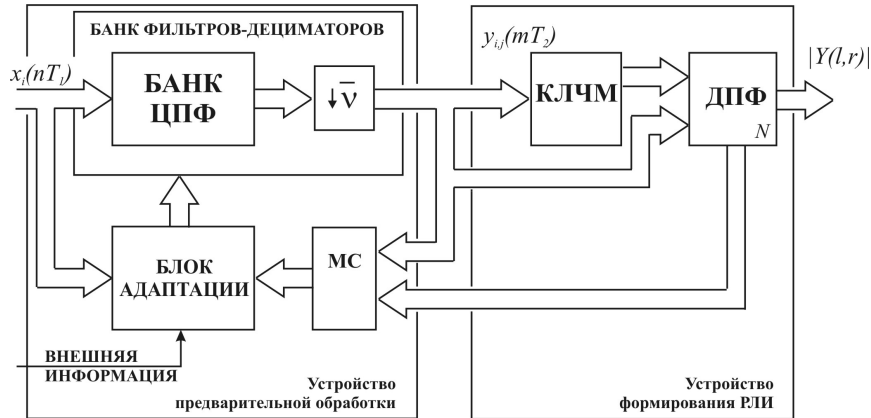 БАНК ФИЛЬТРОВ-ДЕЦИМАТОРОВ
x_i(nT_1)
БАНК
ЦПФ
↓ν̅
y_{i,j}(mT_2)
КЛЧМ
ДПФ
N
|Y(l,r)|
БЛОК
АДАПТАЦИИ
МС
ВНЕШНЯЯ
ИНФОРМАЦИЯ
Устройство
предварительной обработки
Устройство
формирования РЛИ